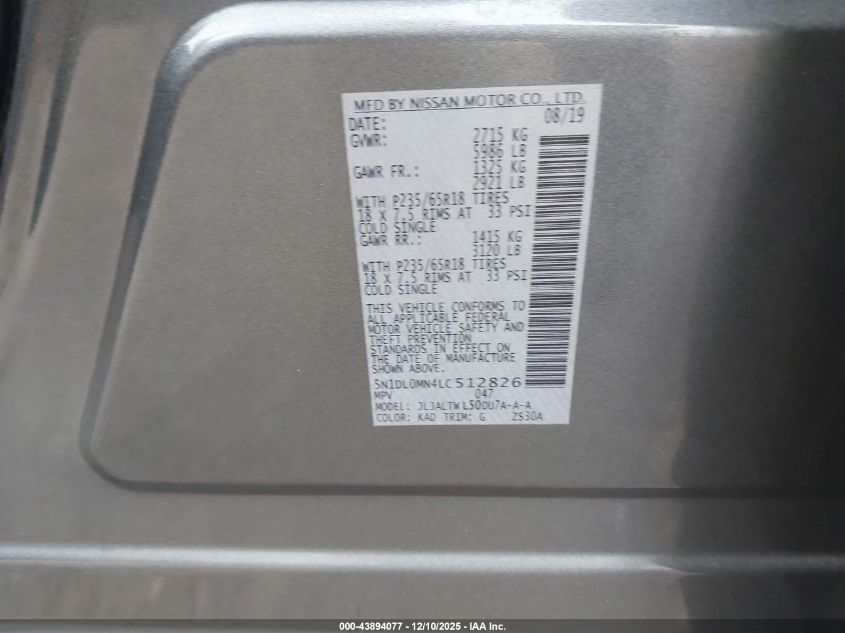 MFD BY NISSAN MOTOR CO., LTD.
DATE: 08/19
GVWR: 2715 KG
5986 LB
GAWR FR.: 1325 KG
2921 LB
WITH P235/65R18 TIRES
18 X 7.5 RIMS AT 33 PSI
COLD SINGLE
GAWR RR.: 1415 KG
3120 LB
WITH P235/65R18 TIRES
18 X 7.5 RIMS AT 33 PSI
COLD SINGLE
THIS VEHICLE CONFORMS TO
ALL APPLICABLE FEDERAL
MOTOR VEHICLE SAFETY AND
THEFT PREVENTION
STANDARDS IN EFFECT ON
THE DATE OF MANUFACTURE
SHOWN ABOVE.
5N1DL0MN4LC512826
MPV 047
MODEL: JLJALTWL50DU7A-A-A
COLOR: KAD TRIM: G ZS30A
000-43894077 - 12/10/2025 - IAA Inc.